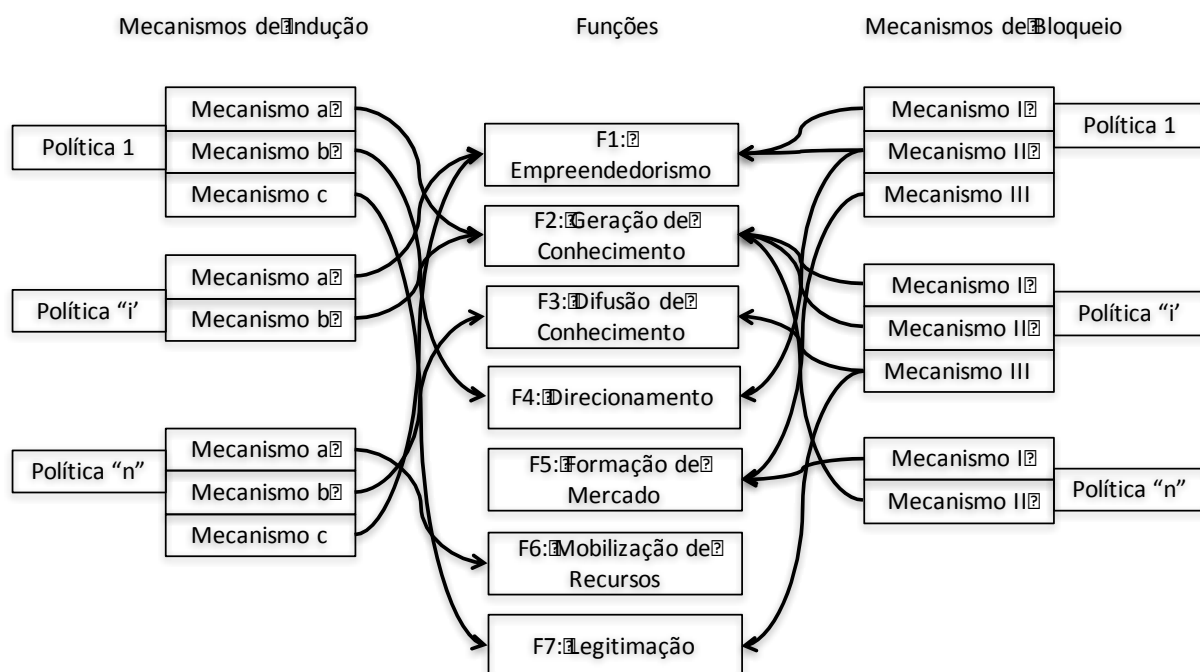 Mecanismos de Indução
Funções
Mecanismos de Bloqueio
Política 1
Mecanismo a
Mecanismo b
Mecanismo c
Política “i’
Mecanismo a
Mecanismo b
Política “n”
Mecanismo a
Mecanismo b
Mecanismo c
F1:
Empreendedorismo
F2: Geração de
Conhecimento
F3: Difusão de
Conhecimento
F4: Direcionamento
F5: Formação de
Mercado
F6: Mobilização de
Recursos
F7: Legitimação
Mecanismo I
Mecanismo II
Mecanismo III
Política 1
Mecanismo I
Mecanismo II
Mecanismo III
Política “i’
Mecanismo I
Mecanismo II
Política “n”